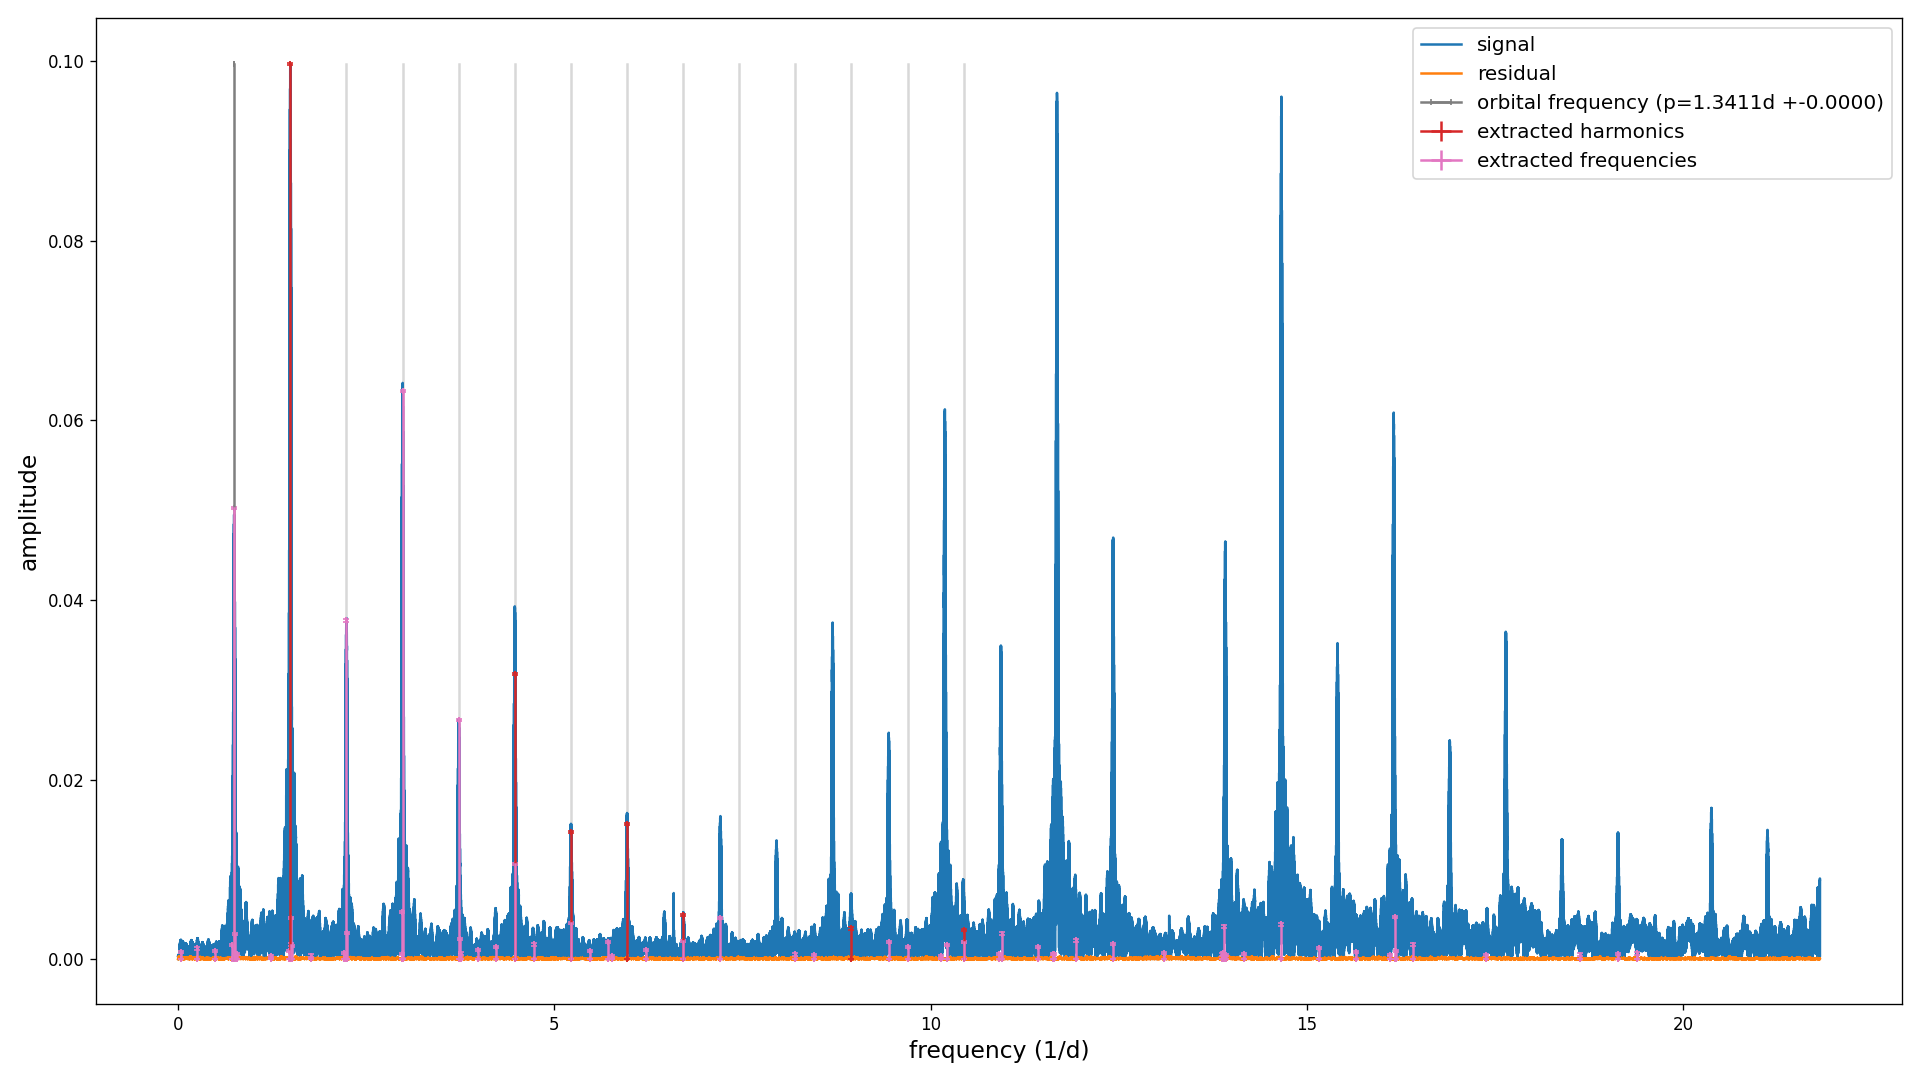 signal
residual
orbital frequency (p=1.3411d +-0.0000)
extracted harmonics
extracted frequencies
amplitude
0.10
0.08
0.06
0.04
0.02
0.00
0 5 10 15 20
frequency (1/d)